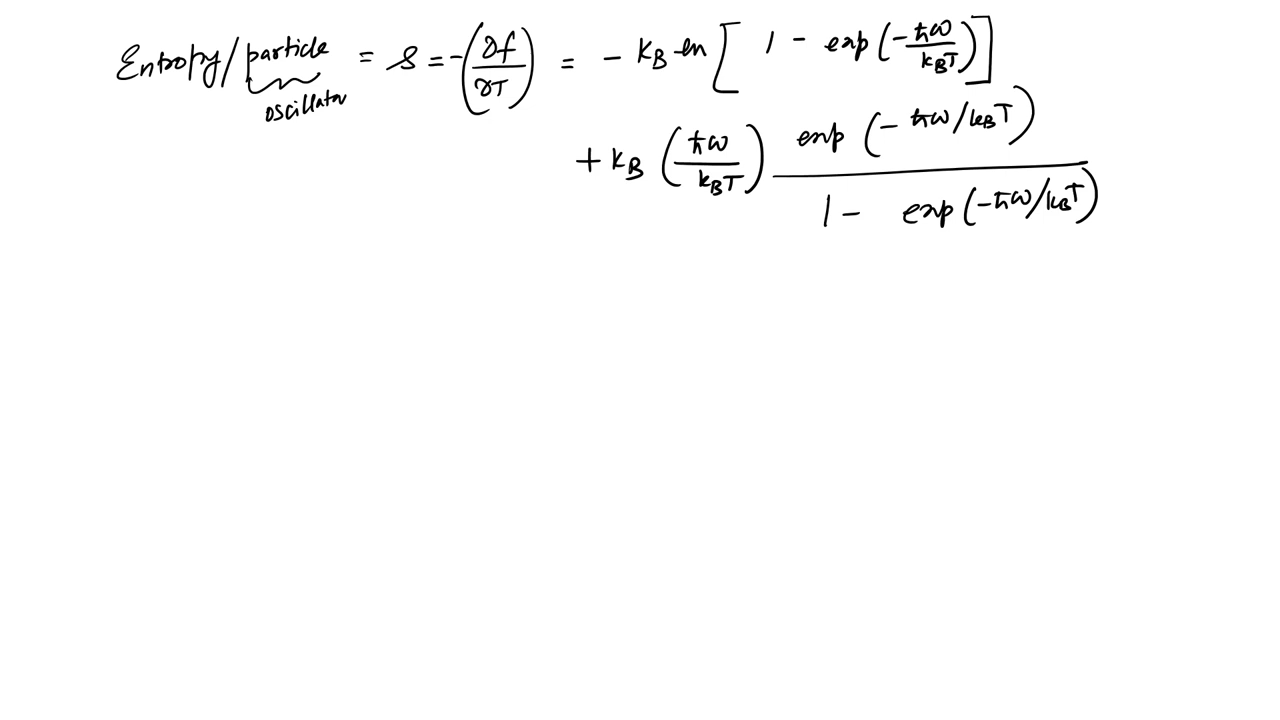 Entropy/particle = s = -(∂f/∂T) = - k_B ln [ 1 - exp(-ħω/k_BT) ]
oscillator
+ k_B (ħω/k_BT) exp(-ħω/k_BT) / 1 - exp(-ħω/k_BT)